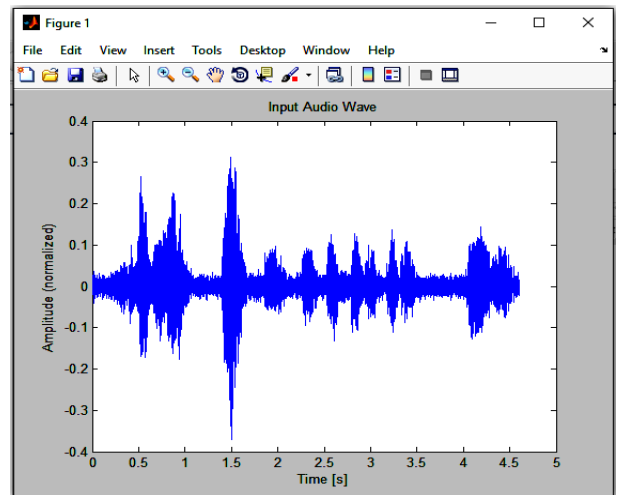 Figure 1
File Edit View Insert Tools Desktop Window Help
Input Audio Wave
0.4
0.3
0.2
0.1
0
-0.1
-0.2
-0.3
-0.4
Amplitude (normalized)
0 0.5 1 1.5 2 2.5 3 3.5 4 4.5 5
Time [s]